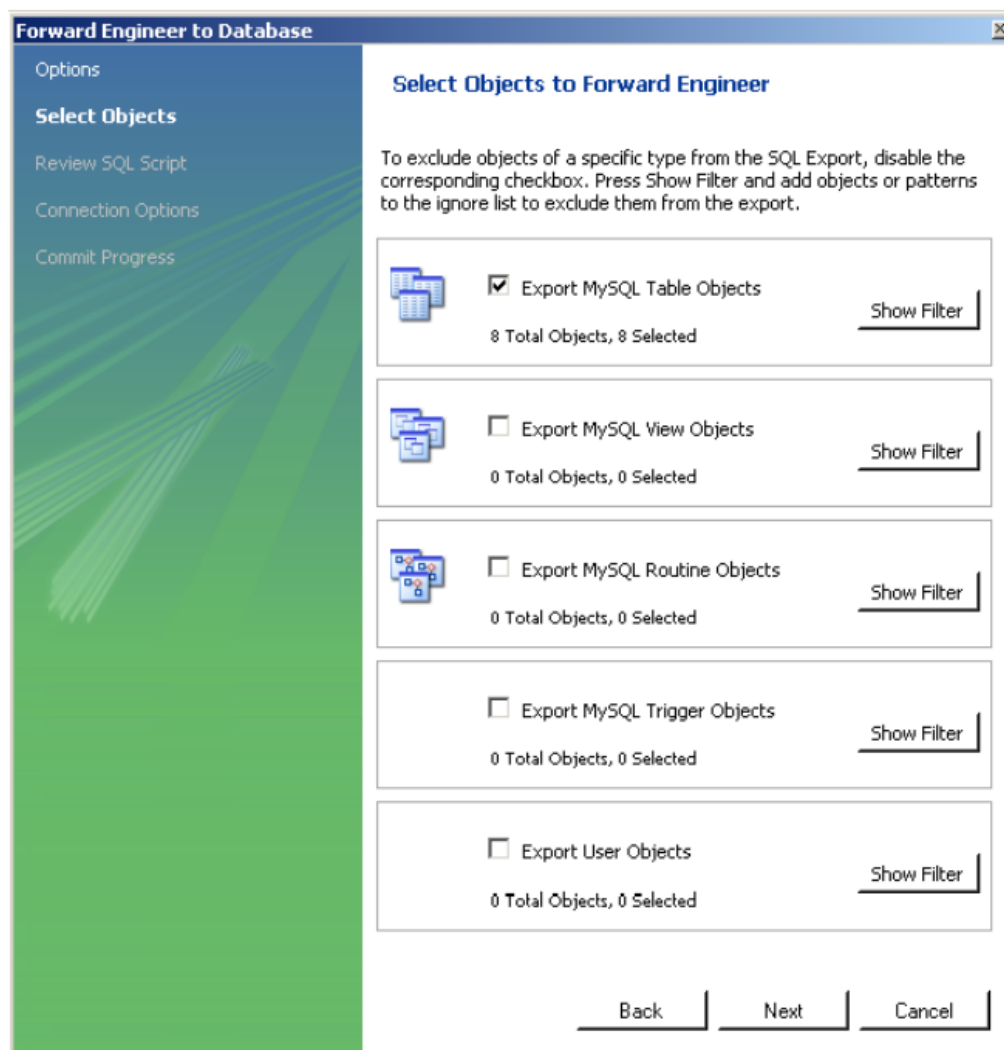 Forward Engineer to Database
Options
Select Objects
Review SQL Script
Connection Options
Commit Progress
Select Objects to Forward Engineer
To exclude objects of a specific type from the SQL Export, disable the
corresponding checkbox. Press Show Filter and add objects or patterns
to the ignore list to exclude them from the export.
Export MySQL Table Objects
Show Filter
8 Total Objects, 8 Selected
Export MySQL View Objects
Show Filter
0 Total Objects, 0 Selected
Export MySQL Routine Objects
Show Filter
0 Total Objects, 0 Selected
Export MySQL Trigger Objects
Show Filter
0 Total Objects, 0 Selected
Export User Objects
Show Filter
0 Total Objects, 0 Selected
Back Next Cancel